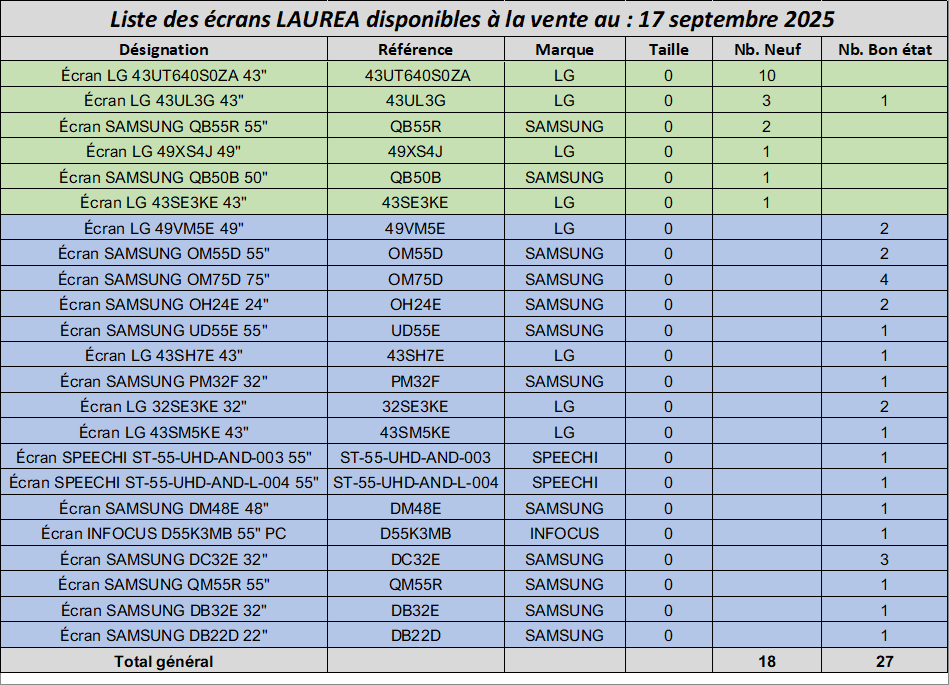 Liste des écrans LAUREA disponibles à la vente au : 17 septembre 2025
Désignation Référence Marque Taille Nb. Neuf Nb. Bon état
Écran LG 43UT640S0ZA 43" 43UT640S0ZA LG 0 10
Écran LG 43UL3G 43" 43UL3G LG 0 3 1
Écran SAMSUNG QB55R 55" QB55R SAMSUNG 0 2
Écran LG 49XS4J 49" 49XS4J LG 0 1
Écran SAMSUNG QB50B 50" QB50B SAMSUNG 0 1
Écran LG 43SE3KE 43" 43SE3KE LG 0 1
Écran LG 49VM5E 49" 49VM5E LG 0 2
Écran SAMSUNG OM55D 55" OM55D SAMSUNG 0 2
Écran SAMSUNG OM75D 75" OM75D SAMSUNG 0 4
Écran SAMSUNG OH24E 24" OH24E SAMSUNG 0 2
Écran SAMSUNG UD55E 55" UD55E SAMSUNG 0 1
Écran LG 43SH7E 43" 43SH7E LG 0 1
Écran SAMSUNG PM32F 32" PM32F SAMSUNG 0 1
Écran LG 32SE3KE 32" 32SE3KE LG 0 2
Écran LG 43SM5KE 43" 43SM5KE LG 0 1
Écran SPEECHI ST-55-UHD-AND-003 55" ST-55-UHD-AND-003 SPEECHI 0 1
Écran SPEECHI ST-55-UHD-AND-L-004 55" ST-55-UHD-AND-L-004 SPEECHI 0 1
Écran SAMSUNG DM48E 48" DM48E SAMSUNG 0 1
Écran INFOCUS D55K3MB 55" PC D55K3MB INFOCUS 0 1
Écran SAMSUNG DC32E 32" DC32E SAMSUNG 0 3
Écran SAMSUNG QM55R 55" QM55R SAMSUNG 0 1
Écran SAMSUNG DB32E 32" DB32E SAMSUNG 0 1
Écran SAMSUNG DB22D 22" DB22D SAMSUNG 0 1
Total général 18 27